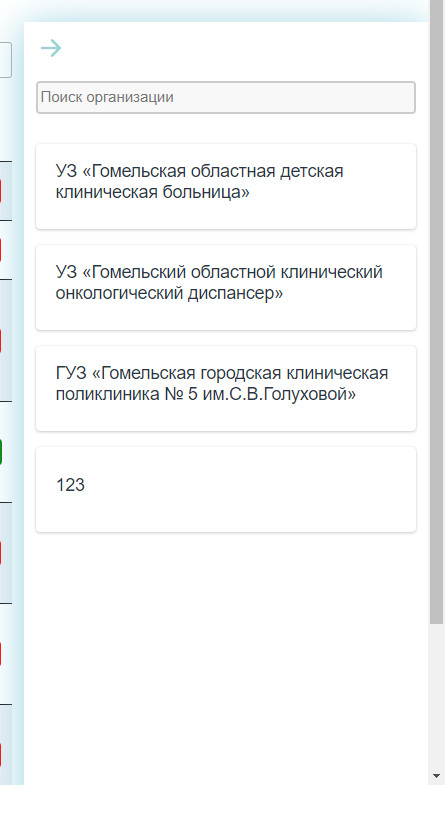 Поиск организации
УЗ «Гомельская областная детская
клиническая больница»
УЗ «Гомельский областной клинический
онкологический диспансер»
ГУЗ «Гомельская городская клиническая
поликлиника № 5 им.С.В.Голуховой»
123